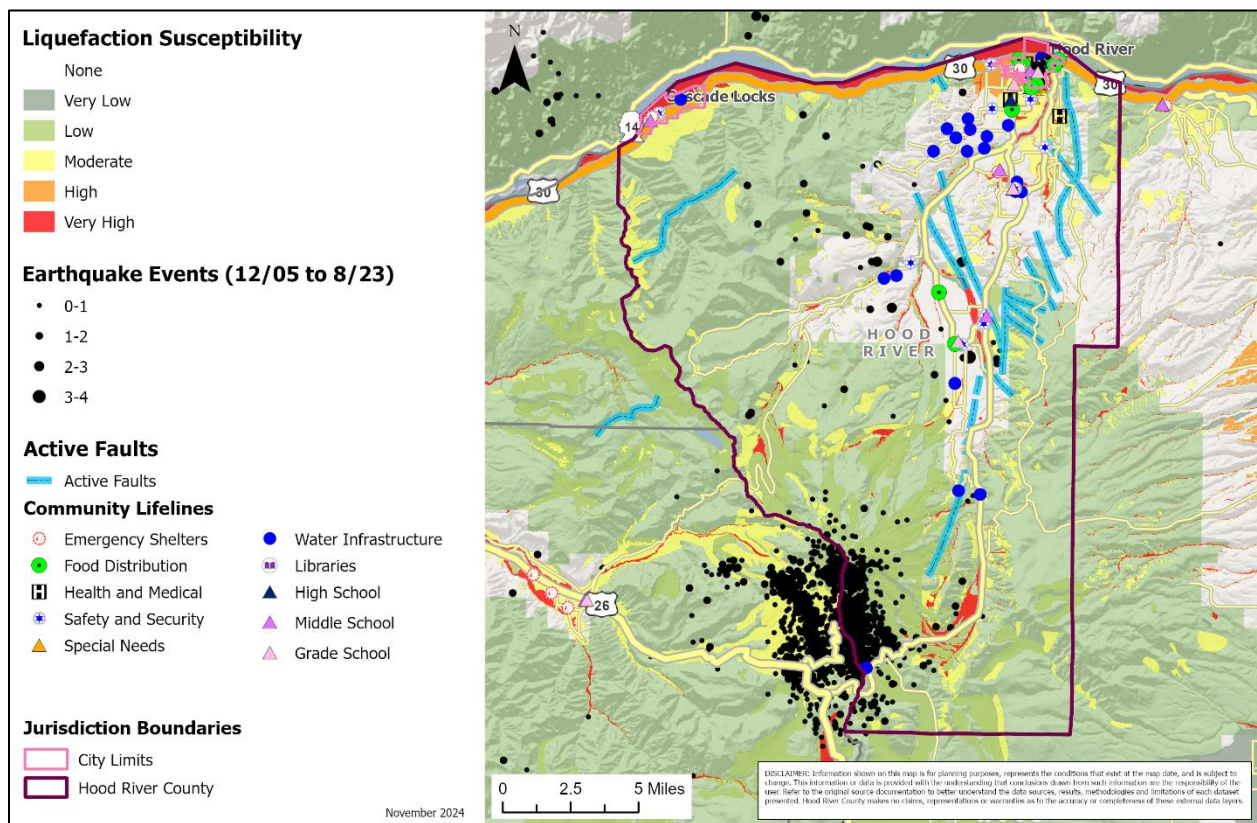 Liquefaction Susceptibility
None
Very Low
Low
Moderate
High
Very High
Earthquake Events (12/05 to 8/23)
0-1
1-2
2-3
3-4
Active Faults
Active Faults
Community Lifelines
Emergency Shelters
Food Distribution
Health and Medical
Safety and Security
Special Needs
Water Infrastructure
Libraries
High School
Middle School
Grade School
Jurisdiction Boundaries
City Limits
Hood River County
November 2024
N
Hood River
30
30
Cascade Locks
14
30
HOOD
RIVER
26
0 2.5 5 Miles
DISCLAIMER: Information shown on this map is for planning purposes, represents the conditions that exist at the map date, and is subject to
change. This information or data is provided with the understanding that conclusions drawn from such information are the responsibility of the
user. Refer to the original source documentation to better understand the data sources, results, methodologies and limitations of each dataset
presented. Hood River County makes no claims, representations or warranties as to the accuracy or completeness of these external data layers.